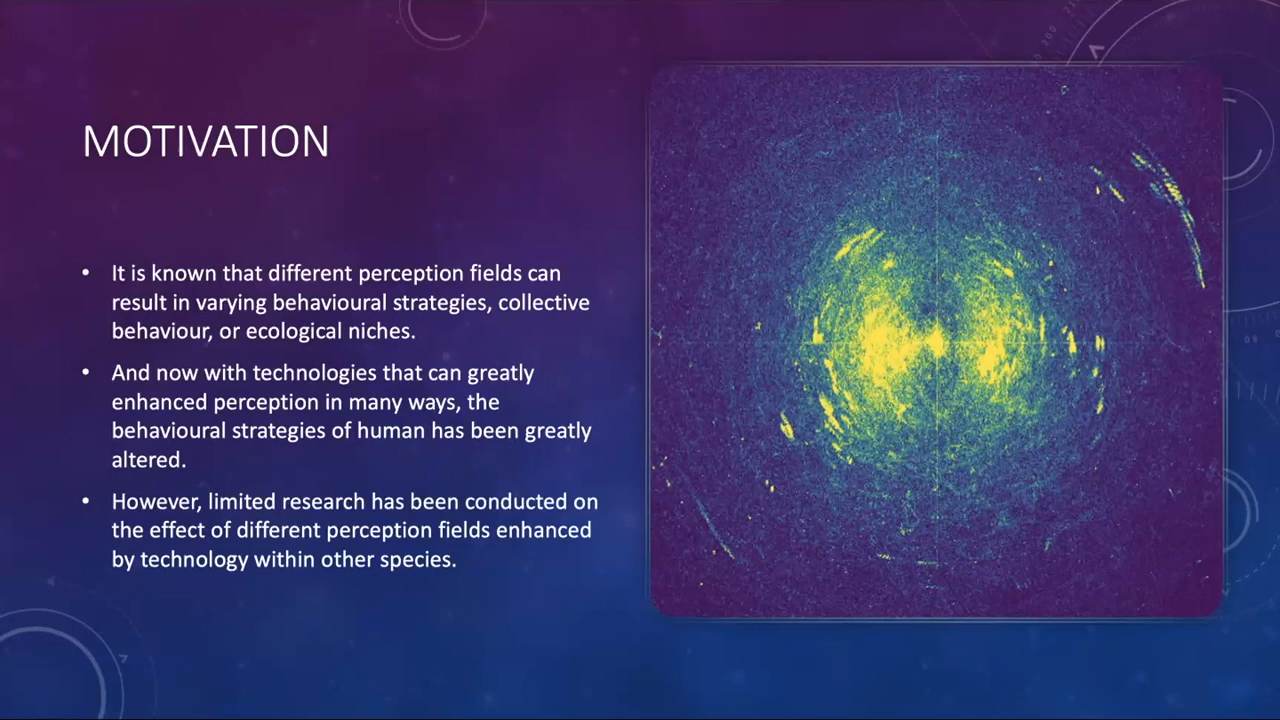 MOTIVATION
• It is known that different perception fields can
result in varying behavioural strategies, collective
behaviour, or ecological niches.
• And now with technologies that can greatly
enhanced perception in many ways, the
behavioural strategies of human has been greatly
altered.
• However, limited research has been conducted on
the effect of different perception fields enhanced
by technology within other species.